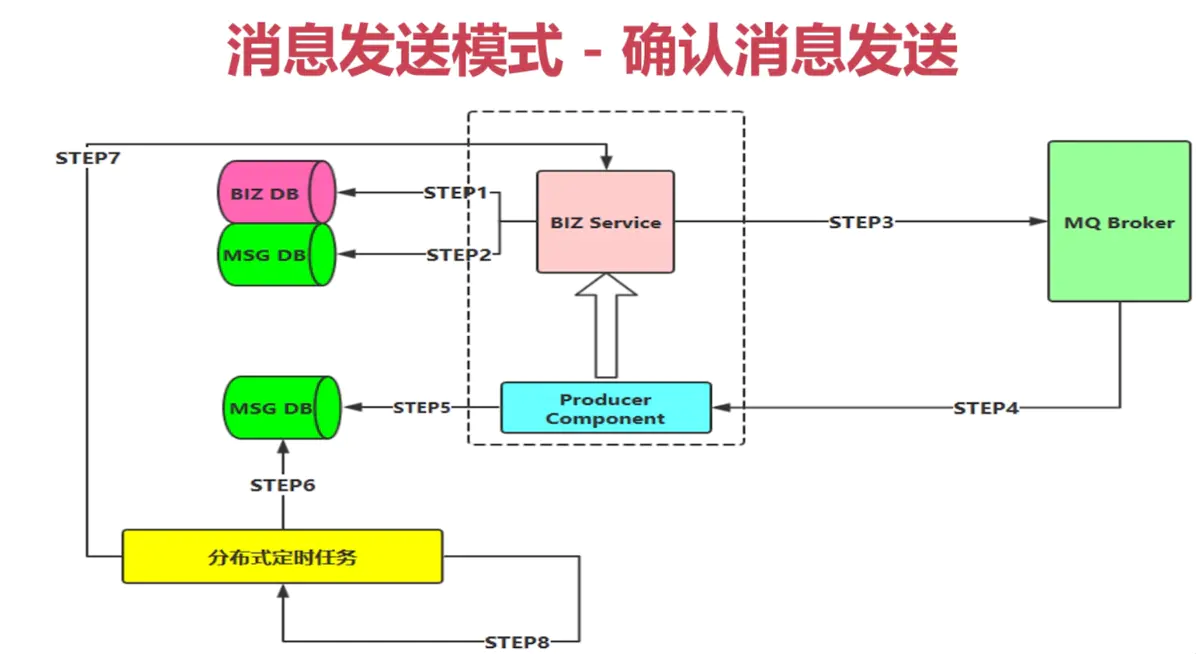 消息发送模式 - 确认消息发送
STEP7
BIZ DB
STEP1
MSG DB
STEP2
BIZ Service
STEP3
MQ Broker
MSG DB
STEP5
Producer
Component
STEP4
STEP6
分布式定时任务
STEP8